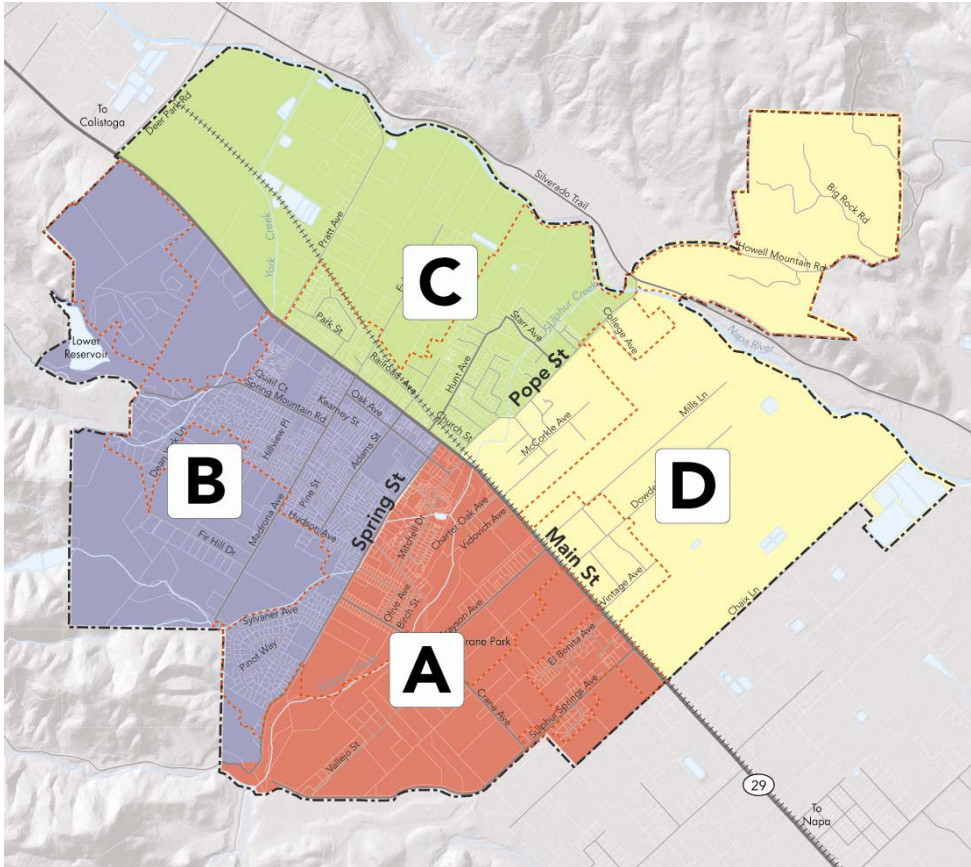 To
Calistoga
Deer Park Rd
York Creek
Pratt Ave
Silverado Trail
Big Rock Rd
Howell Mountain Rd
C
Sulphur Creek
Starr Ave
College Ave
Park St
Railroad Ave
Hunt Ave
Pope St
Napa River
Lower
Reservoir
Quail Ct
Spring Mountain Rd
Kearney St
Oak Ave
Church St
McCorkle Ave
Mills Ln
Dean York Ln
Hillview Pl
Adams St
B
Pine St
Madrona Ave
Hudson Ave
Spring St
Fir Hill Dr
Mitchell Dr
Charter Oak Ave
Vidovich Ave
D
Main St
Vintage Ave
Chaix Ln
Olive Ave
Birch St
Sylvaner Ave
Pinot Way
Grayson Ave
Crane Park
A
El Bonita Ave
Crane Ave
Sulphur Springs Ave
Vallejo St
29
To
Napa